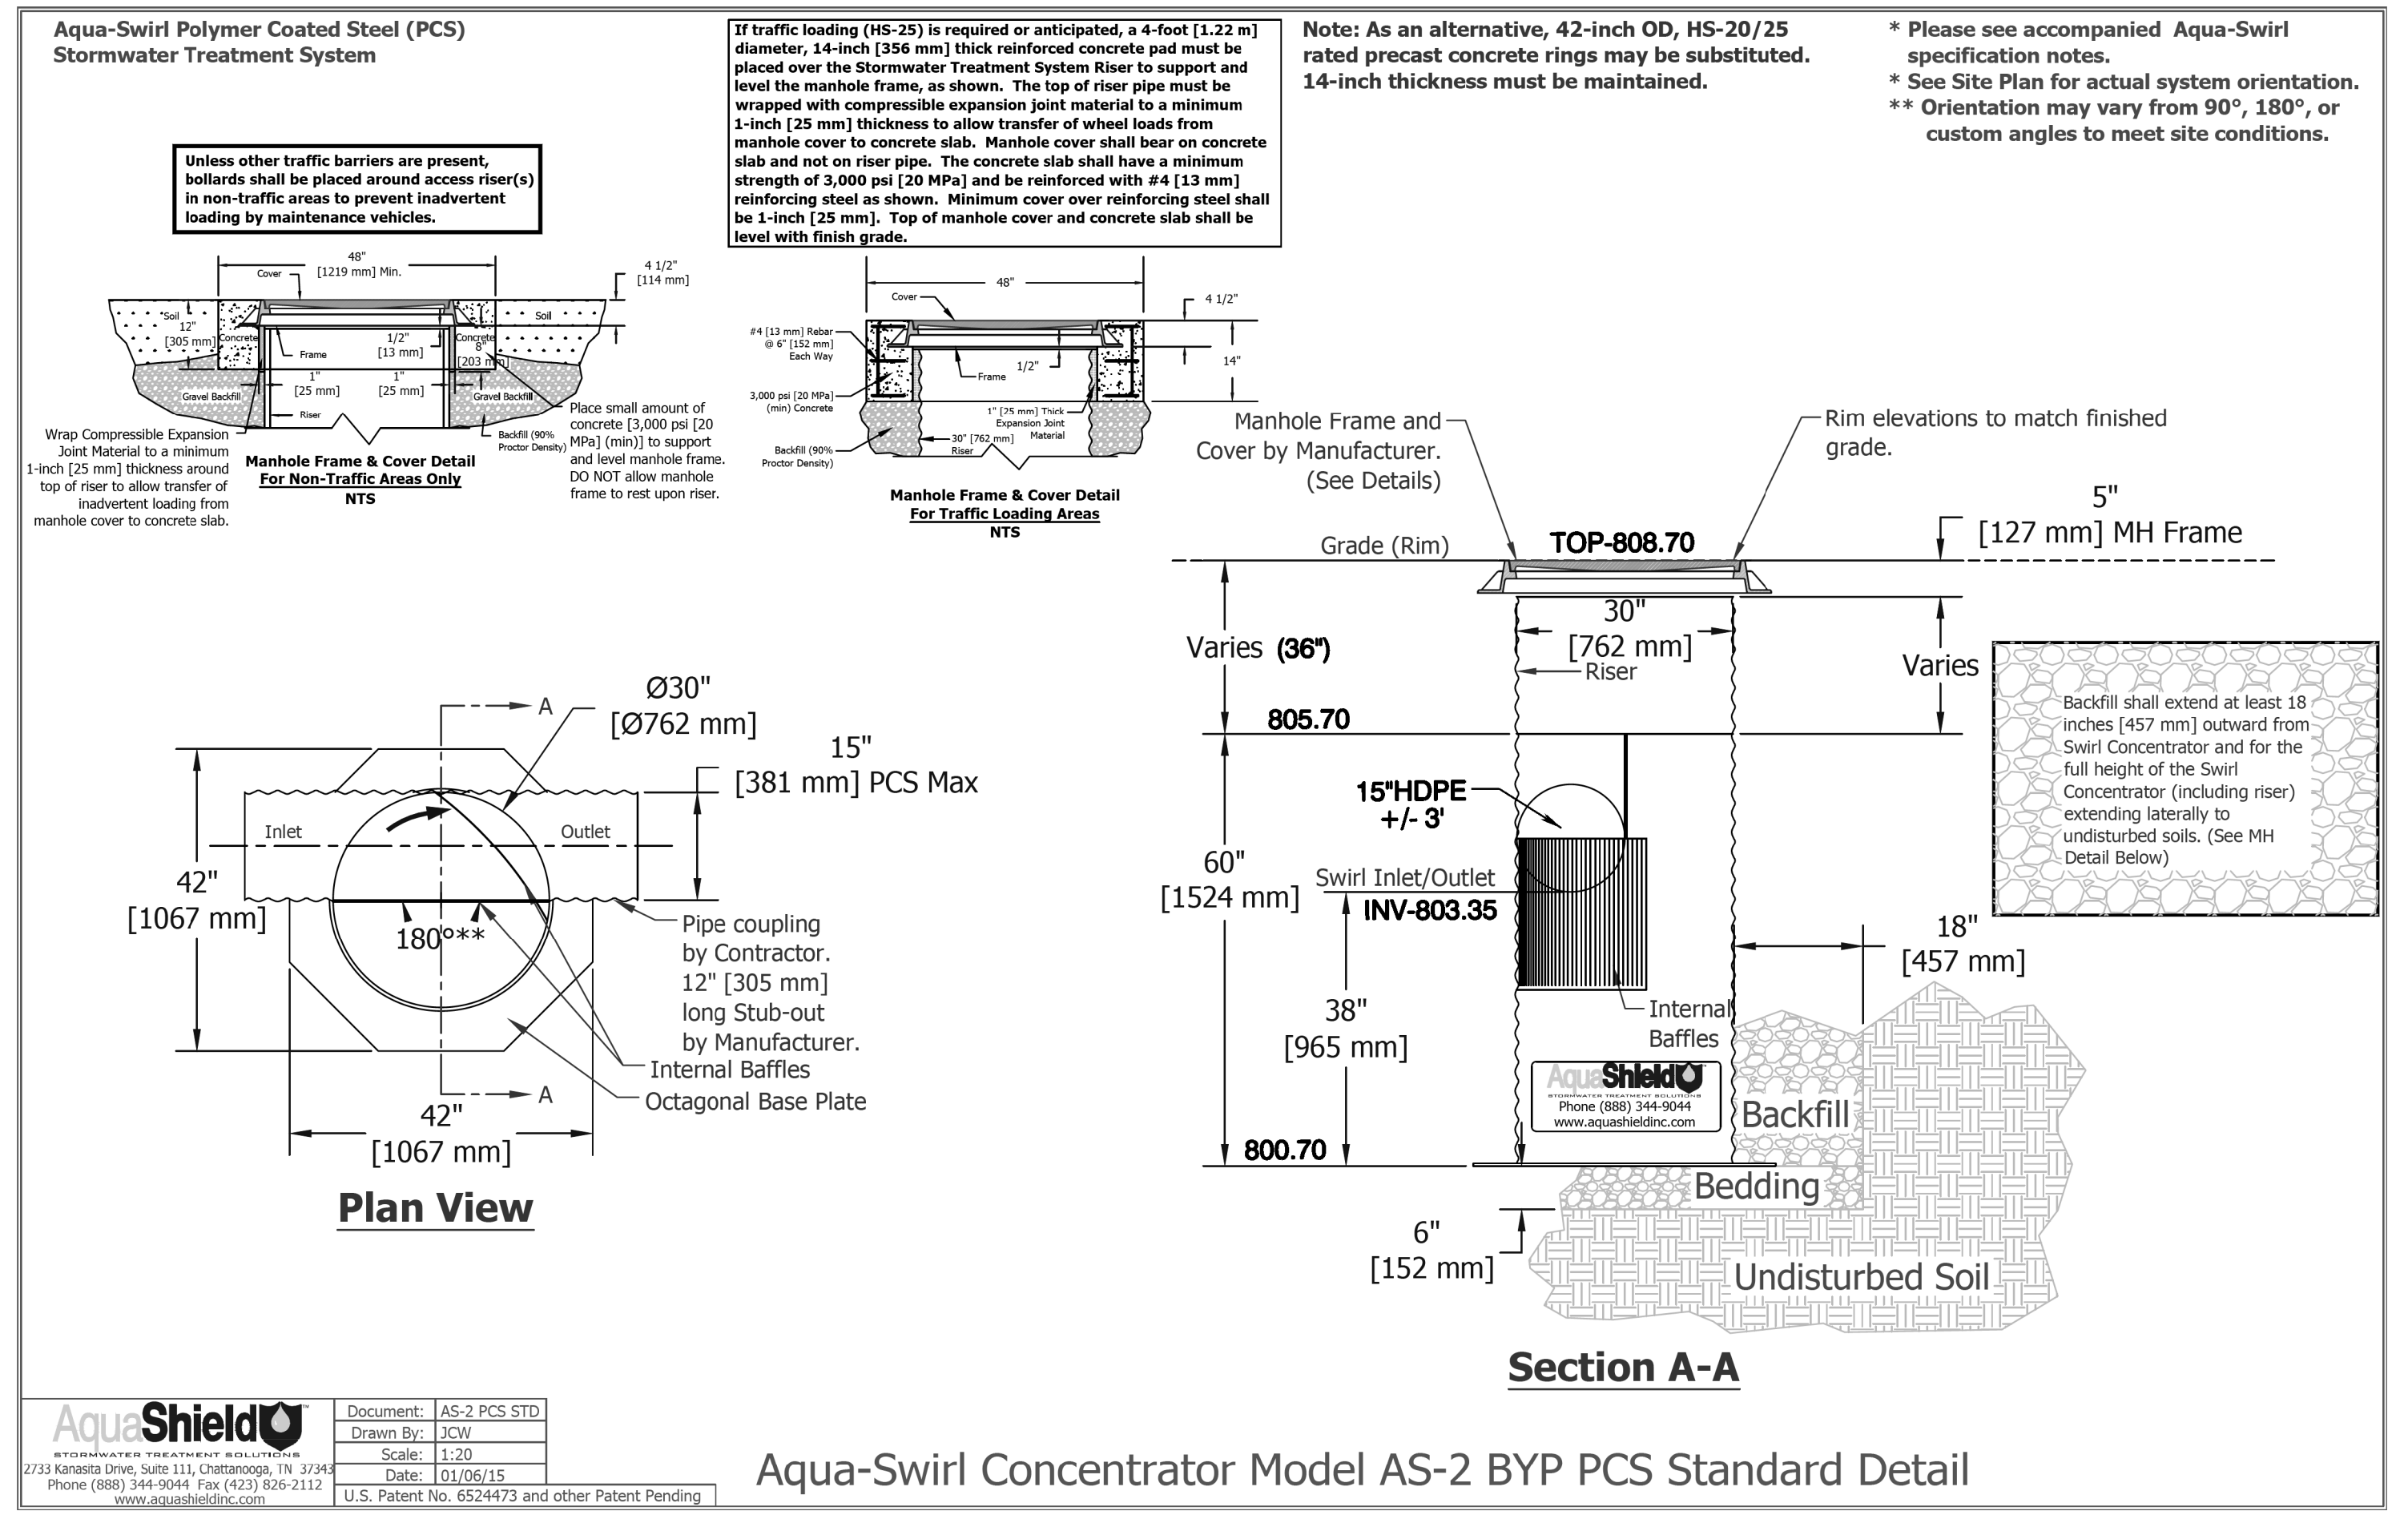 Aqua-Swirl Polymer Coated Steel (PCS)
Stormwater Treatment System
Unless other traffic barriers are present,
bollards shall be placed around access riser(s)
in non-traffic areas to prevent inadvertent
loading by maintenance vehicles.
If traffic loading (HS-25) is required or anticipated, a 4-foot [1.22 m]
diameter, 14-inch [356 mm] thick reinforced concrete pad must be
placed over the Stormwater Treatment System Riser to support and
level the manhole frame, as shown. The top of riser pipe must be
wrapped with compressible expansion joint material to a minimum
1-inch [25 mm] thickness to allow transfer of wheel loads from
manhole cover to concrete slab. Manhole cover shall bear on concrete
slab and not on riser pipe. The concrete slab shall have a minimum
strength of 3,000 psi [20 MPa] and be reinforced with #4 [13 mm]
reinforcing steel as shown. Minimum cover over reinforcing steel shall
be 1-inch [25 mm]. Top of manhole cover and concrete slab shall be
level with finish grade.
Note: As an alternative, 42-inch OD, HS-20/25
rated precast concrete rings may be substituted.
14-inch thickness must be maintained.
* Please see accompanied Aqua-Swirl
specification notes.
* See Site Plan for actual system orientation.
** Orientation may vary from 90°, 180°, or
custom angles to meet site conditions.
48"
[1219 mm] Min.
Cover
4 1/2"
[114 mm]
Soil
12"
[305 mm]
Concrete
Frame
1/2"
[13 mm]
Concrete
8"
[203 mm]
Soil
1"
[25 mm]
1"
[25 mm]
Gravel Backfill
Gravel Backfill
Riser
Backfill (90%
Proctor Density)
Wrap Compressible Expansion
Joint Material to a minimum
1-inch [25 mm] thickness around
top of riser to allow transfer of
inadvertent loading from
manhole cover to concrete slab.
Place small amount of
concrete [3,000 psi [20
MPa] (min)] to support
and level manhole frame.
DO NOT allow manhole
frame to rest upon riser.
Manhole Frame & Cover Detail
For Non-Traffic Areas Only
NTS
48"
Cover
4 1/2"
14"
#4 [13 mm] Rebar
@ 6" [152 mm]
Each Way
1/2"
Frame
3,000 psi [20 MPa]
(min) Concrete
1" [25 mm] Thick
Expansion Joint
Material
30" [762 mm]
Riser
Backfill (90%
Proctor Density)
Manhole Frame & Cover Detail
For Traffic Loading Areas
NTS
Manhole Frame and
Cover by Manufacturer.
(See Details)
Rim elevations to match finished
grade.
5"
[127 mm] MH Frame
Grade (Rim)
TOP-808.70
30"
[762 mm]
Riser
Varies (36")
Varies
805.70
15"HDPE
+/- 3'
60"
[1524 mm]
Swirl Inlet/Outlet
INV-803.35
38"
[965 mm]
Internal
Baffles
18"
[457 mm]
Backfill shall extend at least 18
inches [457 mm] outward from
Swirl Concentrator and for the
full height of the Swirl
Concentrator (including riser)
extending laterally to
undisturbed soils. (See MH
Detail Below)
AquaShield
STORMWATER TREATMENT SOLUTIONS
Phone (888) 344-9044
www.aquashieldinc.com
Backfill
800.70
Bedding
6"
[152 mm]
Undisturbed Soil
Section A-A
A
Ø30"
[Ø762 mm]
15"
[381 mm] PCS Max
Inlet
Outlet
42"
[1067 mm]
180°**
Pipe coupling
by Contractor.
12" [305 mm]
long Stub-out
by Manufacturer.
Internal Baffles
Octagonal Base Plate
A
42"
[1067 mm]
Plan View
AquaShield™
STORMWATER TREATMENT SOLUTIONS
2733 Kanasita Drive, Suite 111, Chattanooga, TN 37343
Phone (888) 344-9044 Fax (423) 826-2112
www.aquashieldinc.com
Document: AS-2 PCS STD
Drawn By: JCW
Scale: 1:20
Date: 01/06/15
U.S. Patent No. 6524473 and other Patent Pending
Aqua-Swirl Concentrator Model AS-2 BYP PCS Standard Detail